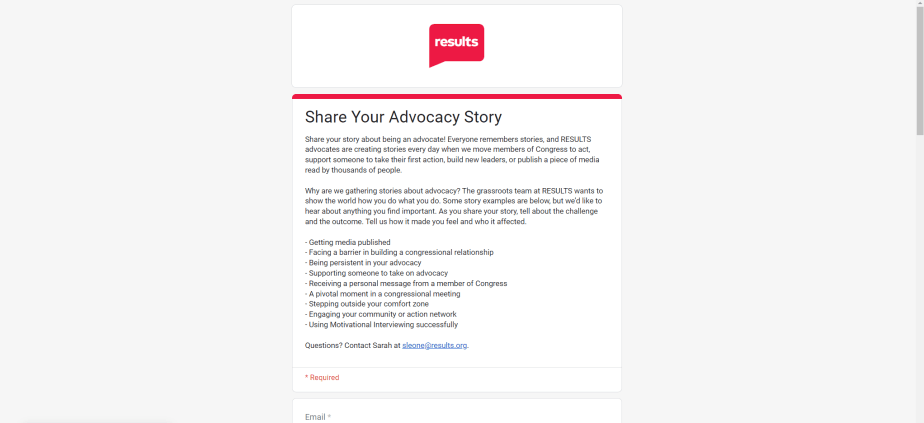 results
Share Your Advocacy Story
Share your story about being an advocate! Everyone remembers stories, and RESULTS
advocates are creating stories every day when we move members of Congress to act,
support someone to take their first action, build new leaders, or publish a piece of media
read by thousands of people.
Why are we gathering stories about advocacy? The grassroots team at RESULTS wants to
show the world how you do what you do. Some story examples are below, but we'd like to
hear about anything you find important. As you share your story, tell about the challenge
and the outcome. Tell us how it made you feel and who it affected.
- Getting media published
- Facing a barrier in building a congressional relationship
- Being persistent in your advocacy
- Supporting someone to take on advocacy
- Receiving a personal message from a member of Congress
- A pivotal moment in a congressional meeting
- Stepping outside your comfort zone
- Engaging your community or action network
- Using Motivational Interviewing successfully
Questions? Contact Sarah at sleone@results.org.
* Required
Email *